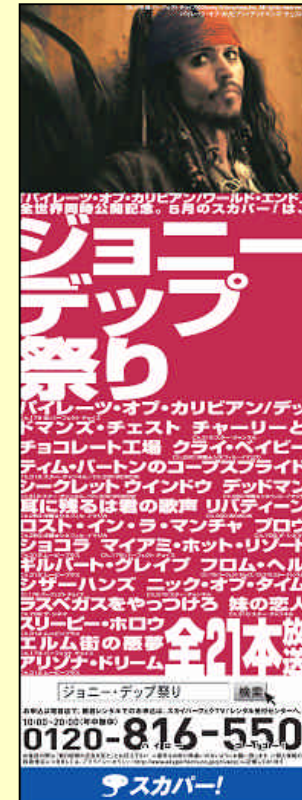 「パイレーツ・オブ・カリビアン/ワールド・エンド」
全世界同時公開記念。5月のスカパー!は、
ジョニー
デップ
祭り
パイレーツ・オブ・カリビアン/デッ
ドマンズ・チェスト チャーリーと
チョコレート工場 クライ・ベイビー
ティム・バートンのコープスブライド
シークレット・ウインドウ デッドマン
耳に残るは君の歌声 リバティーン
ロスト・イン・ラ・マンチャ ブロウ
ショコラ マイアミ・ホット・リゾート
ギルバート・グレイプ フロム・ヘル
シザーハンズ ニック・オブ・タイム
ラスベガスをやっつけろ 妹の恋人
スリーピー・ホロウ
エルム街の悪夢
アリゾナ・ドリーム
全21本放送
ジョニー・デップ祭り 検索
10:00~20:00(年中無休)
0120-816-550
スカパー!